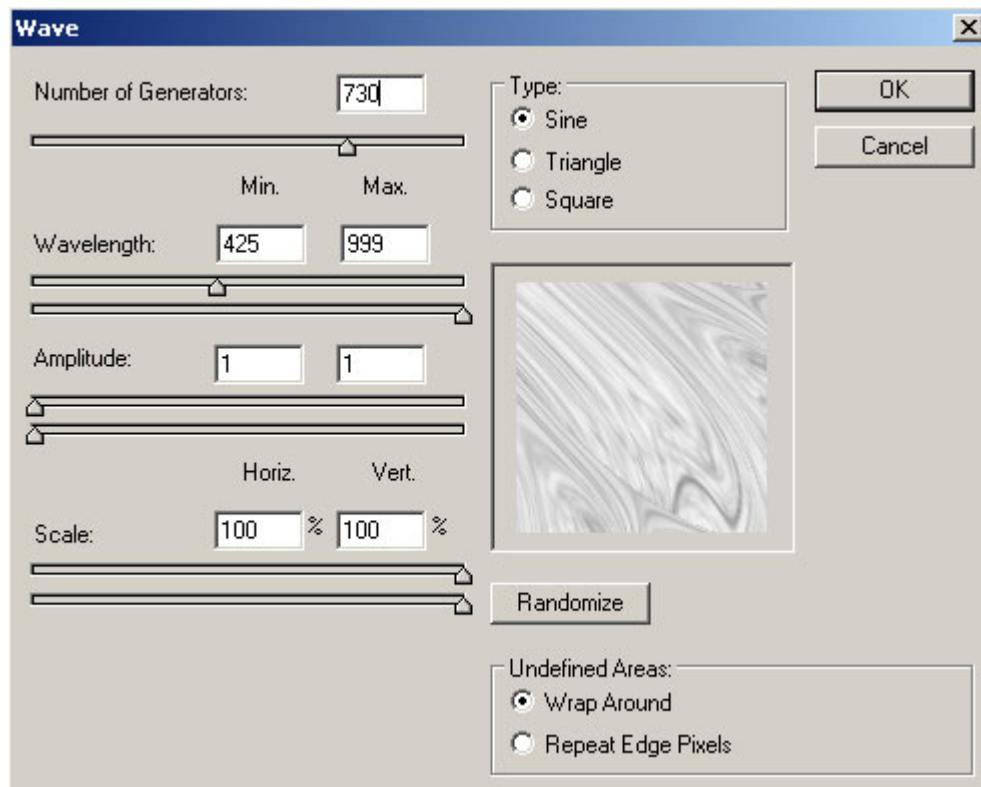 Wave
Number of Generators: 730
Min. Max.
Wavelength: 425 999
Amplitude: 1 1
Horiz. Vert.
Scale: 100 % 100 %
Type:
Sine
Triangle
Square
OK
Cancel
Randomize
Undefined Areas:
Wrap Around
Repeat Edge Pixels